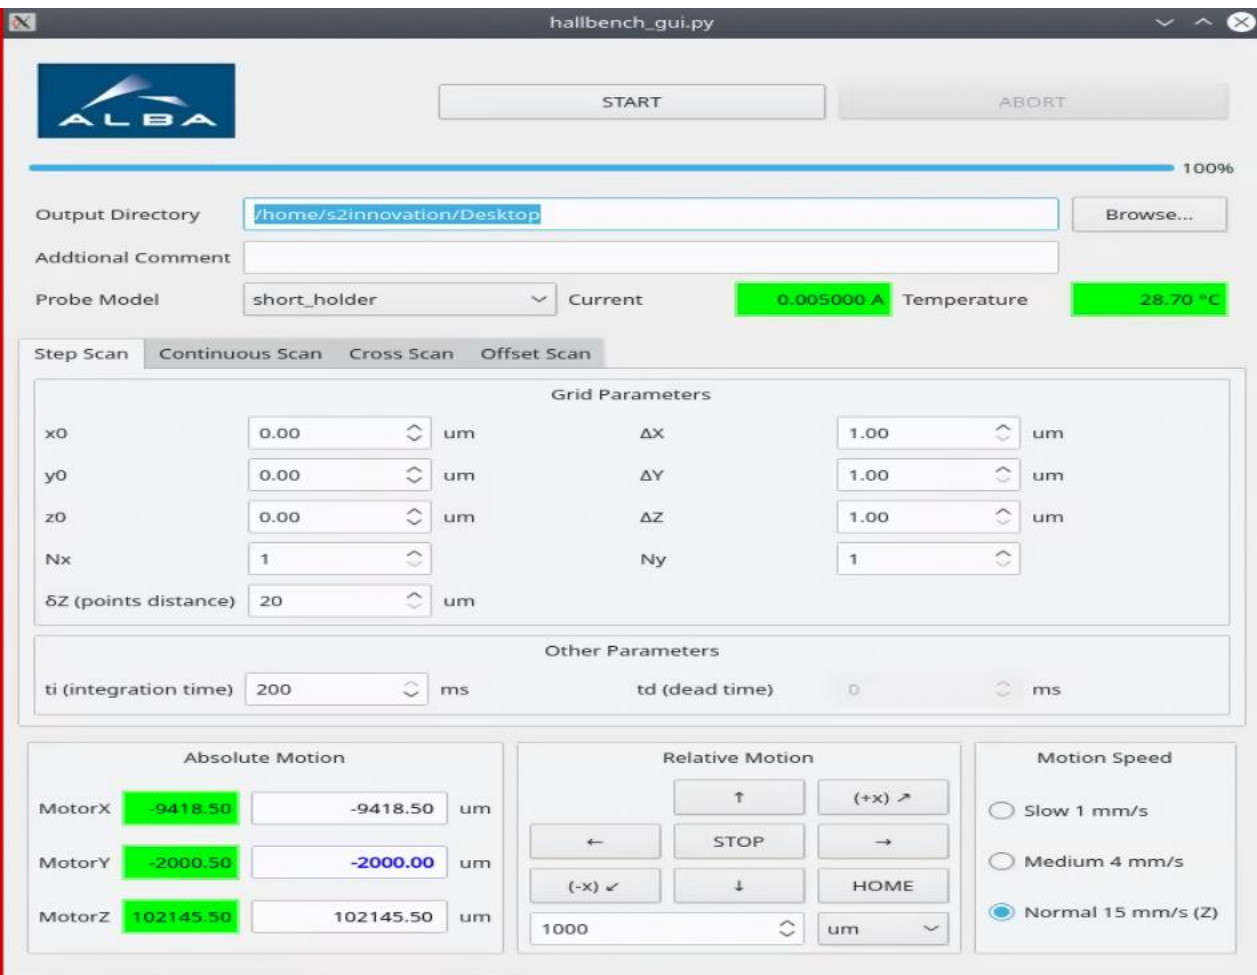 hallbench_gui.py
ALBA
START ABORT
100%
Output Directory /home/s2innovation/Desktop Browse...
Addtional Comment
Probe Model short_holder Current 0.005000 A Temperature 28.70 °C
Step Scan Continuous Scan Cross Scan Offset Scan
Grid Parameters
x0 0.00 um ΔX 1.00 um
y0 0.00 um ΔY 1.00 um
z0 0.00 um ΔZ 1.00 um
Nx 1 Ny 1
δZ (points distance) 20 um
Other Parameters
ti (integration time) 200 ms td (dead time) 0 ms
Absolute Motion
MotorX -9418.50 -9418.50 um
MotorY -2000.50 -2000.00 um
MotorZ 102145.50 102145.50 um
Relative Motion
↑ (+x) ↗
← STOP →
(-x) ↙ ↓ HOME
1000 um
Motion Speed
Slow 1 mm/s
Medium 4 mm/s
Normal 15 mm/s (Z)